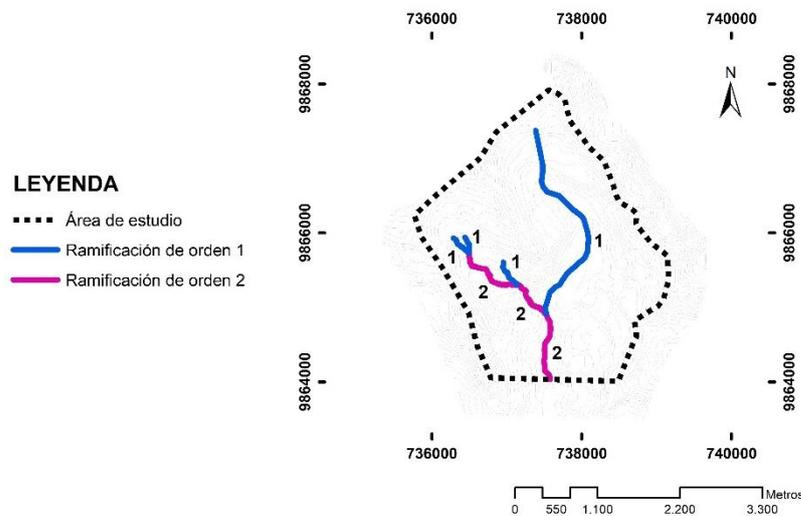 736000 738000 740000
N
9868000
9866000
9864000
LEYENDA
Área de estudio
Ramificación de orden 1
Ramificación de orden 2
1
1
1
1
2
2
2
9868000
9866000
9864000
736000 738000 740000
Metros
0 550 1.100 2.200 3.300